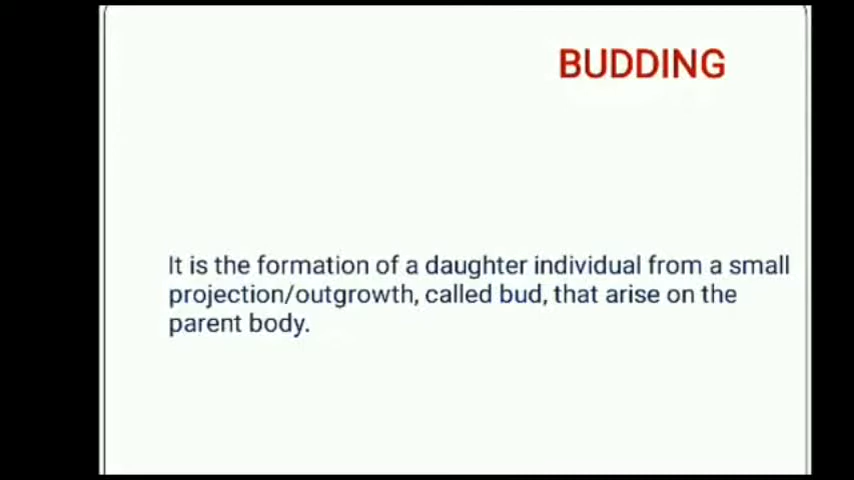 BUDDING
It is the formation of a daughter individual from a small
projection/outgrowth, called bud, that arise on the
parent body.